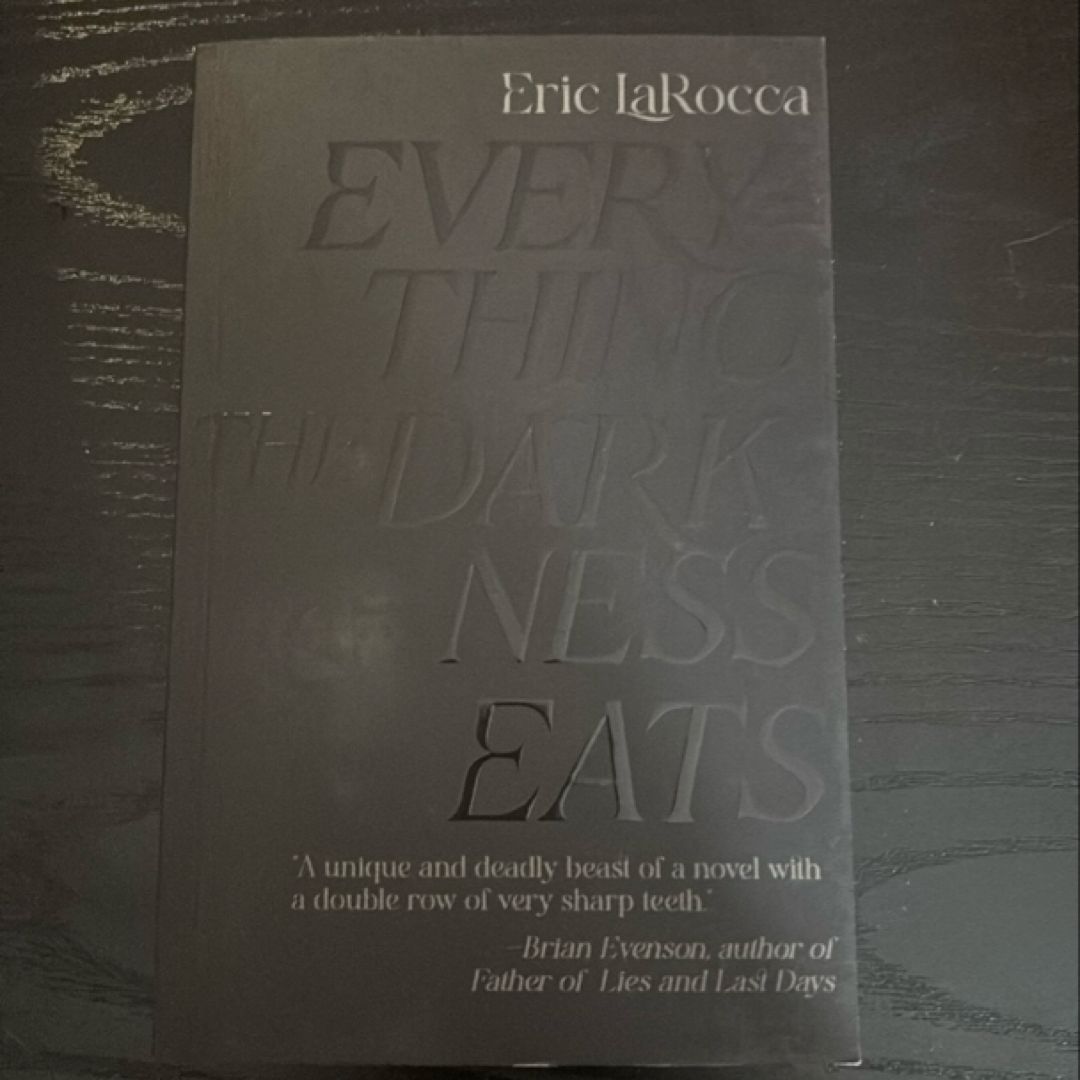 Eric LaRocca
EVERY-
THING
THE DARK-
NESS
EATS
"A unique and deadly beast of a novel with
a double row of very sharp teeth."
—Brian Evenson, author of
Father of Lies and Last Days